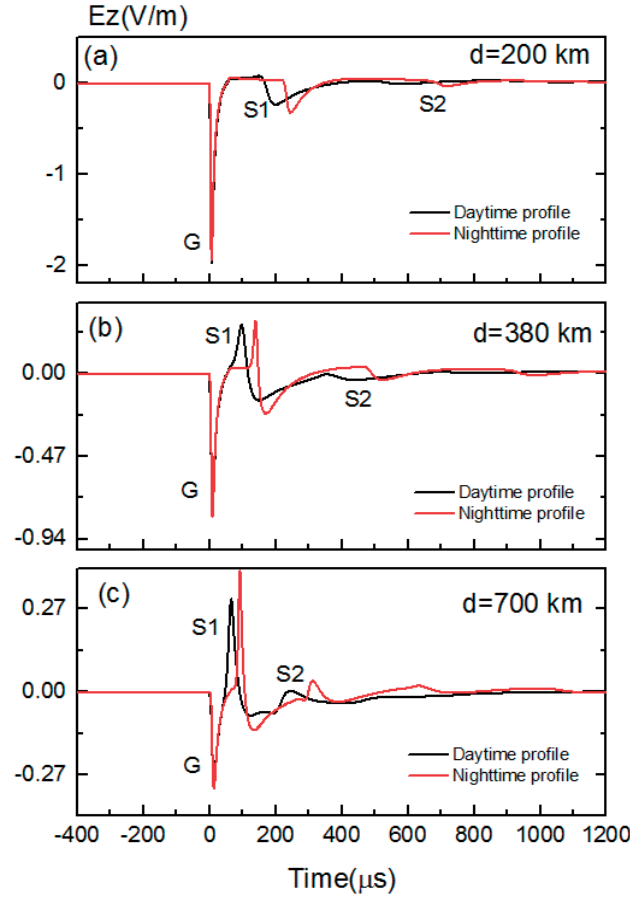 Ez(V/m)
(a)
d=200 km
0
S1
S2
-1
Daytime profile
G
Nighttime profile
-2
(b)
S1
d=380 km
0.00
S2
-0.47
G
Daytime profile
Nighttime profile
-0.94
(c)
d=700 km
0.27
S1
S2
0.00
Daytime profile
G
-0.27
Nighttime profile
-400 -200 0 200 400 600 800 1000 1200
Time(μs)